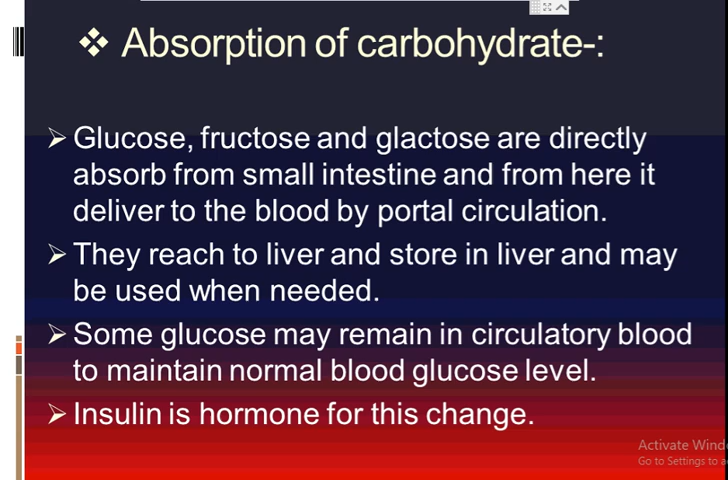 ❖ Absorption of carbohydrate-:
➢ Glucose, fructose and glactose are directly
absorb from small intestine and from here it
deliver to the blood by portal circulation.
➢ They reach to liver and store in liver and may
be used when needed.
➢ Some glucose may remain in circulatory blood
to maintain normal blood glucose level.
➢ Insulin is hormone for this change.
Activate Wind
Go to Settings to a